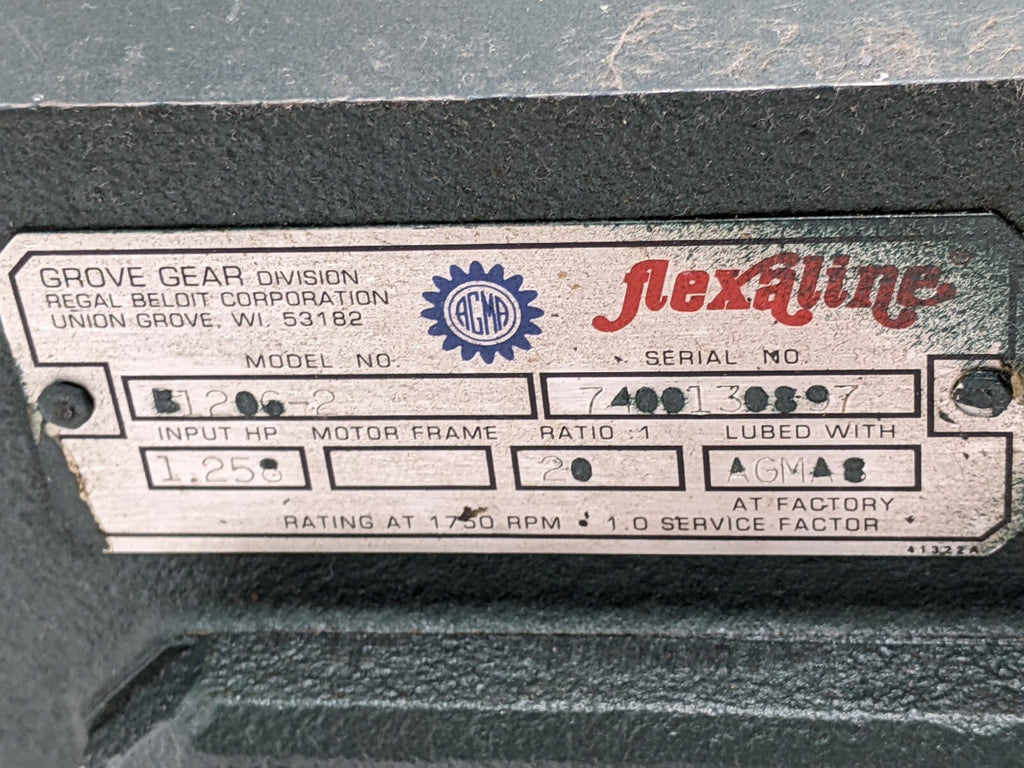 GROVE GEAR DIVISION
REGAL BELOIT CORPORATION
UNION GROVE, WI. 53182
AGMA
flexaline
MODEL NO.
SERIAL NO.
INPUT HP
MOTOR FRAME
RATIO :1
LUBED WITH
1.258
20
AGMA8
AT FACTORY
RATING AT 1750 RPM • 1.0 SERVICE FACTOR
41322A